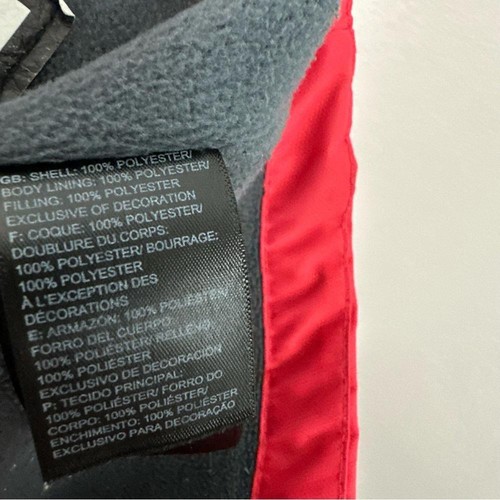 GB: SHELL: 100% POLYESTER/
BODY LINING: 100% POLYESTER/
FILLING: 100% POLYESTER
EXCLUSIVE OF DECORATION
F: COQUE: 100% POLYESTER/
DOUBLURE DU CORPS:
100% POLYESTER/ BOURRAGE:
100% POLYESTER
À L'EXCEPTION DES
DÉCORATIONS
E: ARMAZÓN: 100% POLIÉSTER/
FORRO DEL CUERPO
100% POLIÉSTER/ RELLENO
100% POLIÉSTER
EXCLUSIVO DE DECORACIÓN
P: TECIDO PRINCIPAL:
100% POLIÉSTER/ FORRO DO
CORPO: 100% POLIÉSTER/
ENCHIMENTO: 100% POLIÉSTER
EXCLUSIVO PARA DECORAÇÃO